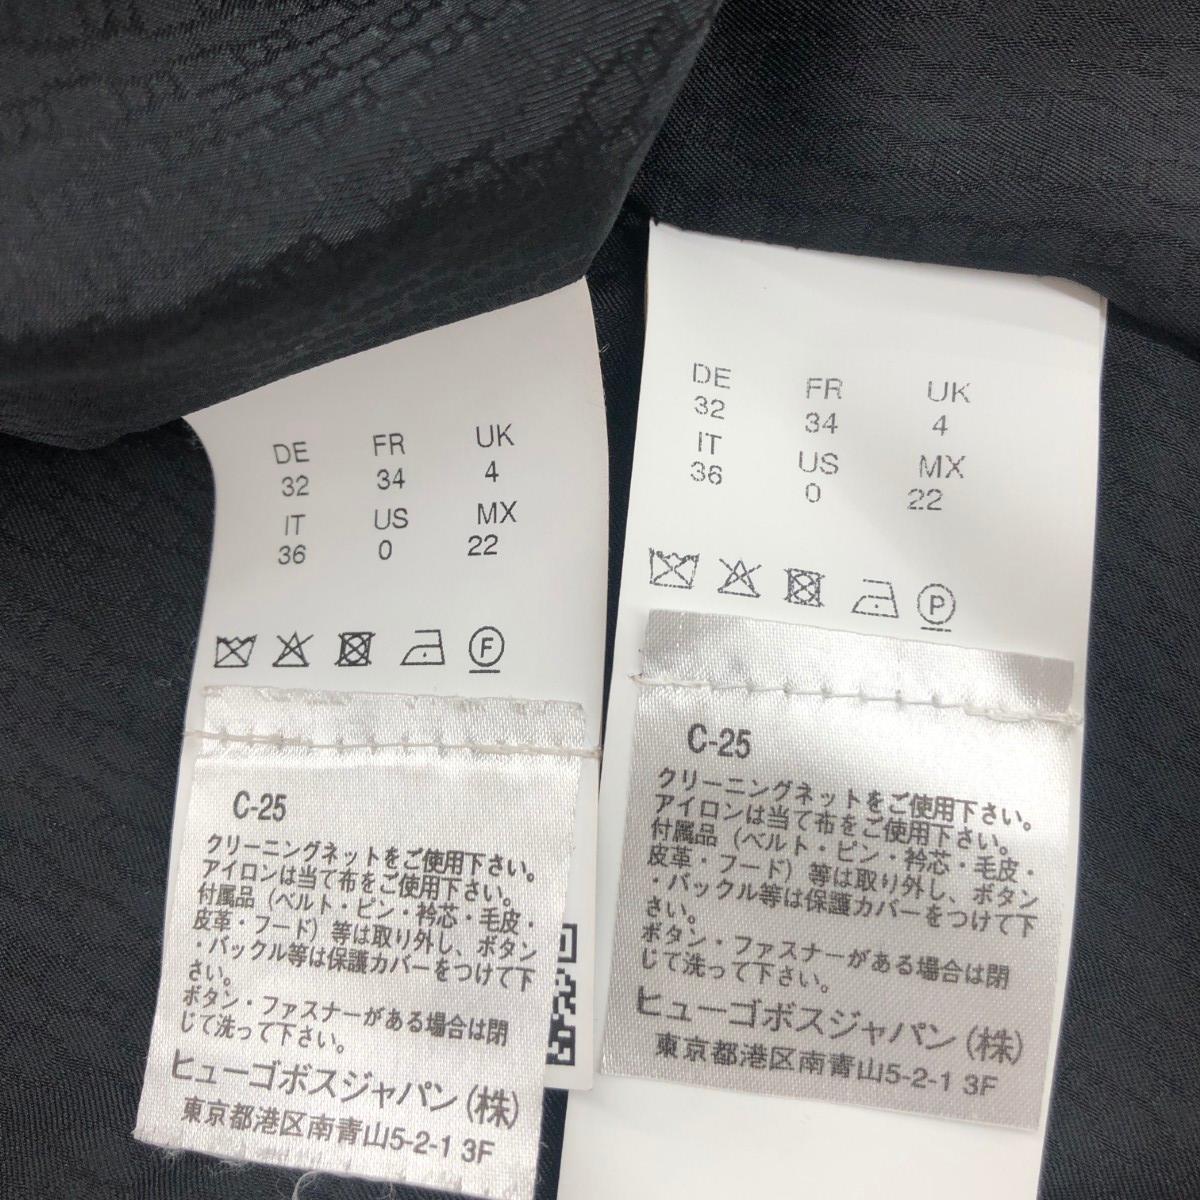 DE FR UK
32 34 4
IT US MX
36 0 22
F
C-25
クリーニングネットをご使用下さい。
アイロンは当て布をご使用下さい。
付属品（ベルト・ピン・衿芯・毛皮・
皮革・フード）等は取り外し、ボタン
・バックル等は保護カバーをつけて下
さい。
ボタン・ファスナーがある場合は閉
じて洗って下さい。
ヒューゴボスジャパン(株)
東京都港区南青山5-2-1 3F
DE FR UK
32 34 4
IT US MX
36 0 22
P
C-25
クリーニングネットをご使用下さい。
アイロンは当て布をご使用下さい。
付属品（ベルト・ピン・衿芯・毛皮・
皮革・フード）等は取り外し、ボタン
・バックル等は保護カバーをつけて下
さい。
ボタン・ファスナーがある場合は閉
じて洗って下さい。
ヒューゴボスジャパン(株)
東京都港区南青山5-2-1 3F